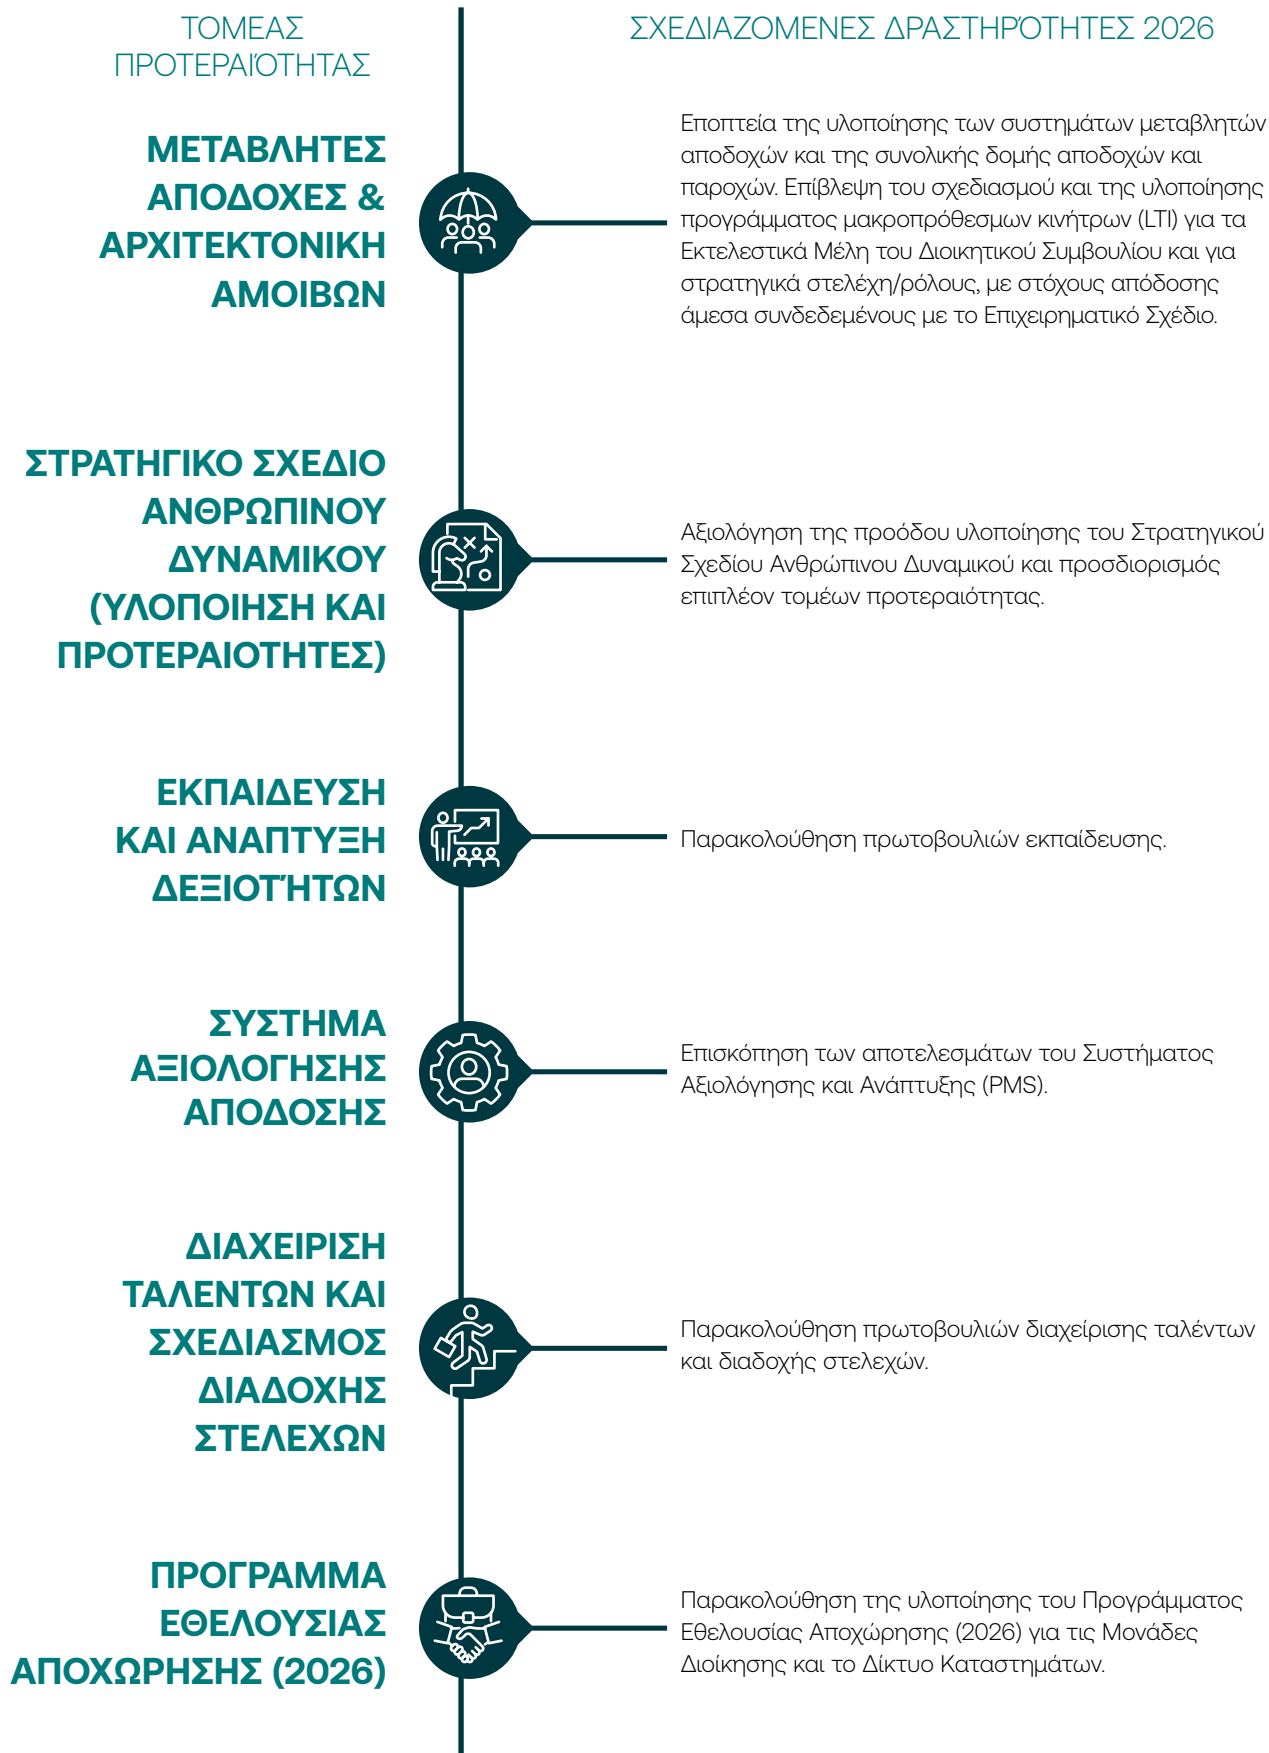 ΤΟΜΕΑΣ
ΠΡΟΤΕΡΑΙΌΤΗΤΑΣ
ΣΧΕΔΙΑΖΟΜΕΝΕΣ ΔΡΑΣΤΗΡΌΤΗΤΕΣ 2026
ΜΕΤΑΒΛΗΤΕΣ
ΑΠΟΔΟΧΕΣ &
ΑΡΧΙΤΕΚΤΟΝΙΚΗ
ΑΜΟΙΒΩΝ
Εποπτεία της υλοποίησης των συστημάτων μεταβλητών
αποδοχών και της συνολικής δομής αποδοχών και
παροχών. Επίβλεψη του σχεδιασμού και της υλοποίησης
προγράμματος μακροπρόθεσμων κινήτρων (LTI) για τα
Εκτελεστικά Μέλη του Διοικητικού Συμβουλίου και για
στρατηγικά στελέχη/ρόλους, με στόχους απόδοσης
άμεσα συνδεδεμένους με το Επιχειρηματικό Σχέδιο.
ΣΤΡΑΤΗΓΙΚΟ ΣΧΕΔΙΟ
ΑΝΘΡΩΠΙΝΟΥ
ΔΥΝΑΜΙΚΟΥ
(ΥΛΟΠΟΙΗΣΗ ΚΑΙ
ΠΡΟΤΕΡΑΙΟΤΗΤΕΣ)
Αξιολόγηση της προόδου υλοποίησης του Στρατηγικού
Σχεδίου Ανθρώπινου Δυναμικού και προσδιορισμός
επιπλέον τομέων προτεραιότητας.
ΕΚΠΑΙΔΕΥΣΗ
ΚΑΙ ΑΝΑΠΤΥΞΗ
ΔΕΞΙΟΤΉΤΩΝ
Παρακολούθηση πρωτοβουλιών εκπαίδευσης.
ΣΥΣΤΗΜΑ
ΑΞΙΟΛΟΓΗΣΗΣ
ΑΠΟΔΟΣΗΣ
Επισκόπηση των αποτελεσμάτων του Συστήματος
Αξιολόγησης και Ανάπτυξης (PMS).
ΔΙΑΧΕΙΡΙΣΗ
ΤΑΛΕΝΤΩΝ ΚΑΙ
ΣΧΕΔΙΑΣΜΟΣ
ΔΙΑΔΟΧΗΣ
ΣΤΕΛΕΧΩΝ
Παρακολούθηση πρωτοβουλιών διαχείρισης ταλέντων
και διαδοχής στελεχών.
ΠΡΟΓΡΑΜΜΑ
ΕΘΕΛΟΥΣΙΑΣ
ΑΠΟΧΩΡΗΣΗΣ (2026)
Παρακολούθηση της υλοποίησης του Προγράμματος
Εθελουσίας Αποχώρησης (2026) για τις Μονάδες
Διοίκησης και το Δίκτυο Καταστημάτων.